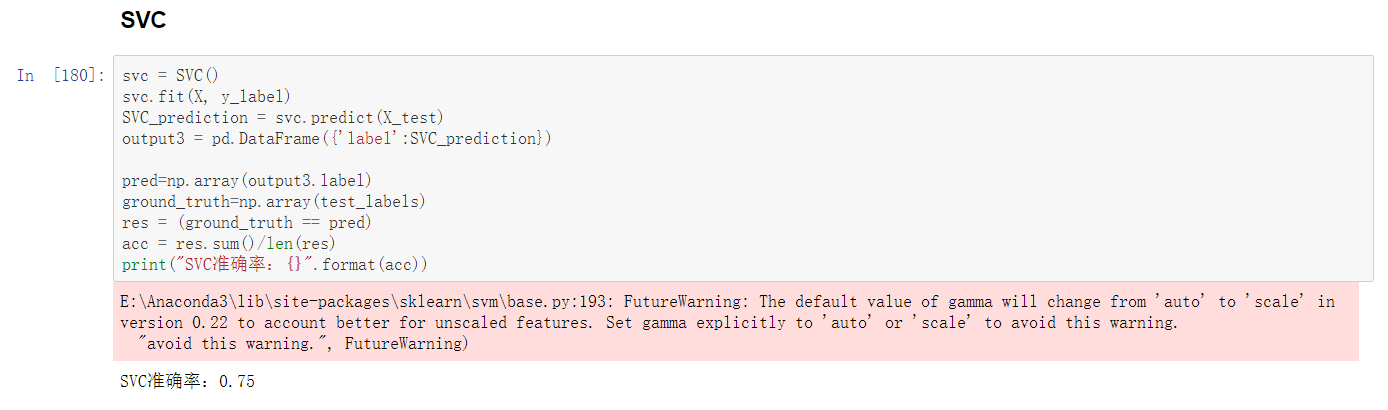 SVC
In [180]:
svc = SVC()
svc.fit(X, y_label)
SVC_prediction = svc.predict(X_test)
output3 = pd.DataFrame({'label':SVC_prediction})
pred=np.array(output3.label)
ground_truth=np.array(test_labels)
res = (ground_truth == pred)
acc = res.sum()/len(res)
print("SVC准确率：{}".format(acc))
E:\Anaconda3\lib\site-packages\sklearn\svm\base.py:193: FutureWarning: The default value of gamma will change from 'auto' to 'scale' in
version 0.22 to account better for unscaled features. Set gamma explicitly to 'auto' or 'scale' to avoid this warning.
"avoid this warning.", FutureWarning)
SVC准确率：0.75